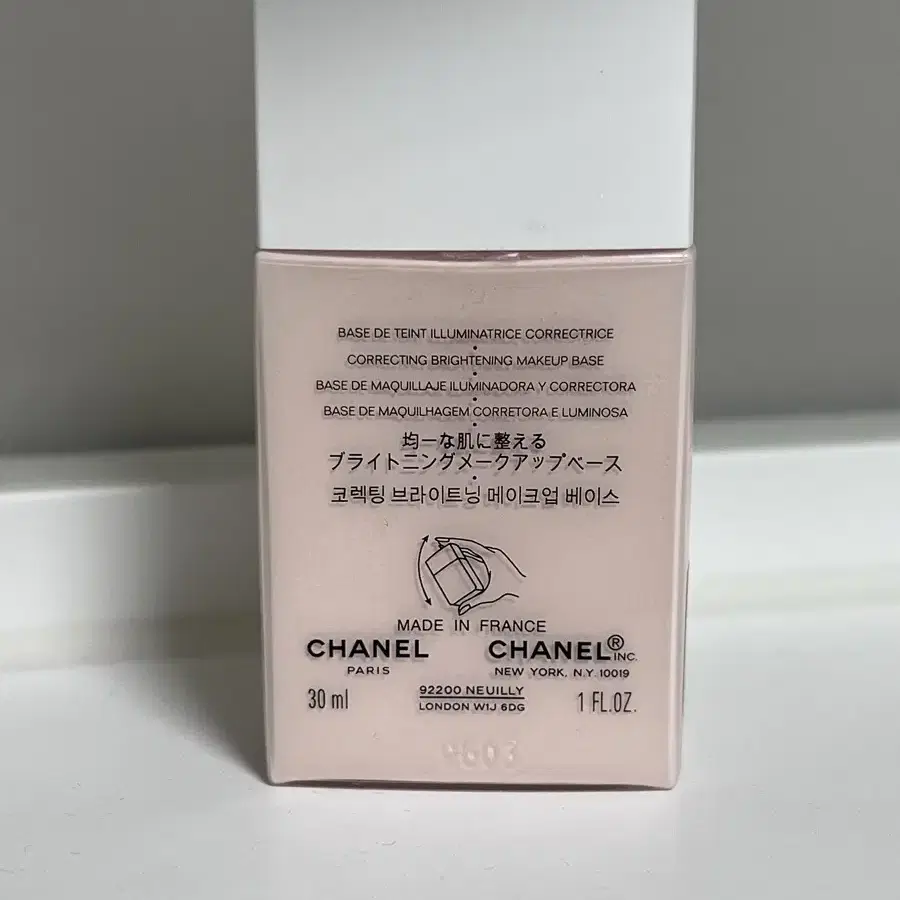 BASE DE TEINT ILLUMINATRICE CORRECTRICE
•
CORRECTING BRIGHTENING MAKEUP BASE
•
BASE DE MAQUILLAJE ILUMINADORA Y CORRECTORA
•
BASE DE MAQUILHAGEM CORRETORA E LUMINOSA
•
均一な肌に整える
ブライトニングメークアップベース
•
코렉팅 브라이트닝 메이크업 베이스
MADE IN FRANCE
CHANEL CHANEL® INC.
PARIS NEW YORK, N.Y. 10019
30 ml 92200 NEUILLY 1 FL.OZ.
LONDON W1J 6DG
4603